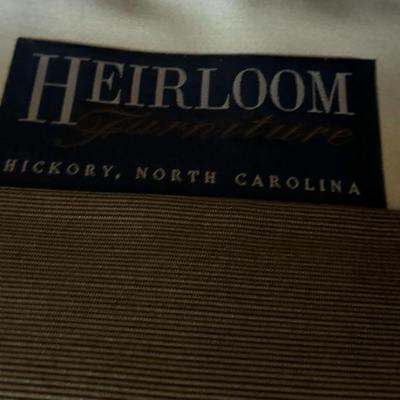 HEIRLOOM
Furniture
HICKORY, NORTH CAROLINA